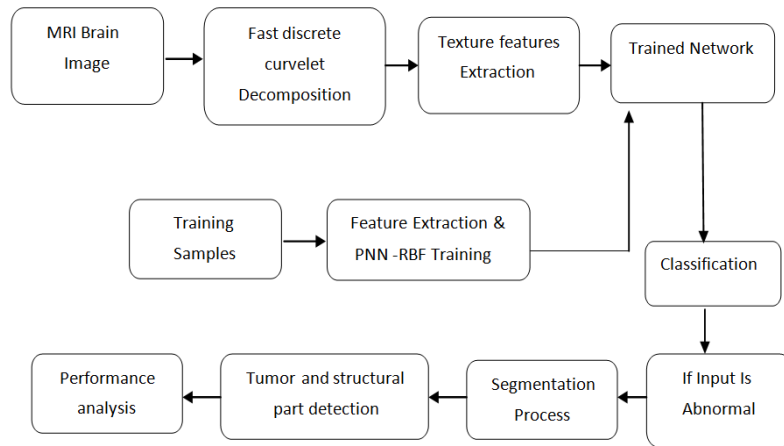 MRI Brain
Image
Fast discrete
curvelet
Decomposition
Texture features
Extraction
Trained Network
Training
Samples
Feature Extraction &
PNN -RBF Training
Classification
Performance
analysis
Tumor and structural
part detection
Segmentation
Process
If Input Is
Abnormal